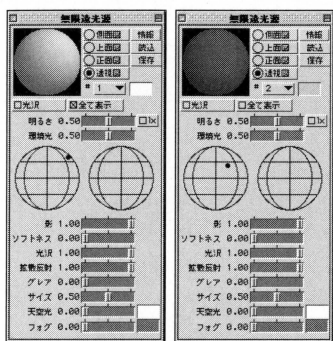 無限遠光源
側面図 情報
上面図 読込
正面図 保存
透視図
# 1
光沢 全て表示
明るさ 0.50 1x
環境光 0.50
影 1.00
ソフトネス 0.00
光沢 1.00
拡散反射 1.00
グレア 0.00
サイズ 0.50
天空光 0.00
フォグ 0.00
無限遠光源
側面図 情報
上面図 読込
正面図 保存
透視図
# 2
光沢 全て表示
明るさ 0.50 1x
環境光 0.50
影 1.00
ソフトネス 0.00
光沢 1.00
拡散反射 1.00
グレア 0.00
サイズ 0.50
天空光 0.00
フォグ 0.00